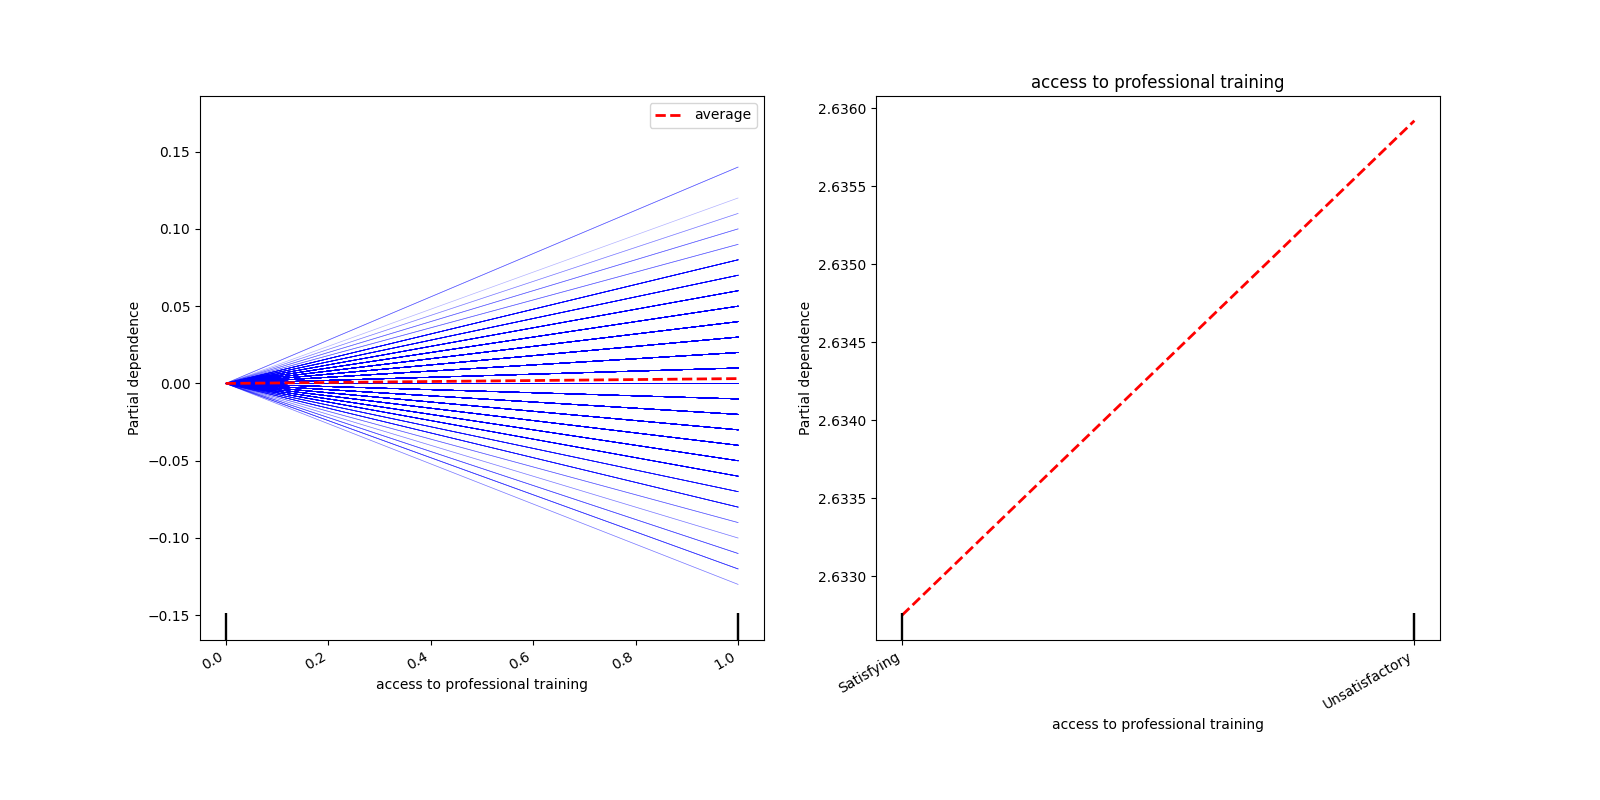 average
0.15
0.10
0.05
0.00
−0.05
−0.10
−0.15
Partial dependence
0.0
0.2
0.4
0.6
0.8
1.0
access to professional training
access to professional training
2.6360
2.6355
2.6350
2.6345
2.6340
2.6335
2.6330
Partial dependence
Satisfying
Unsatisfactory
access to professional training